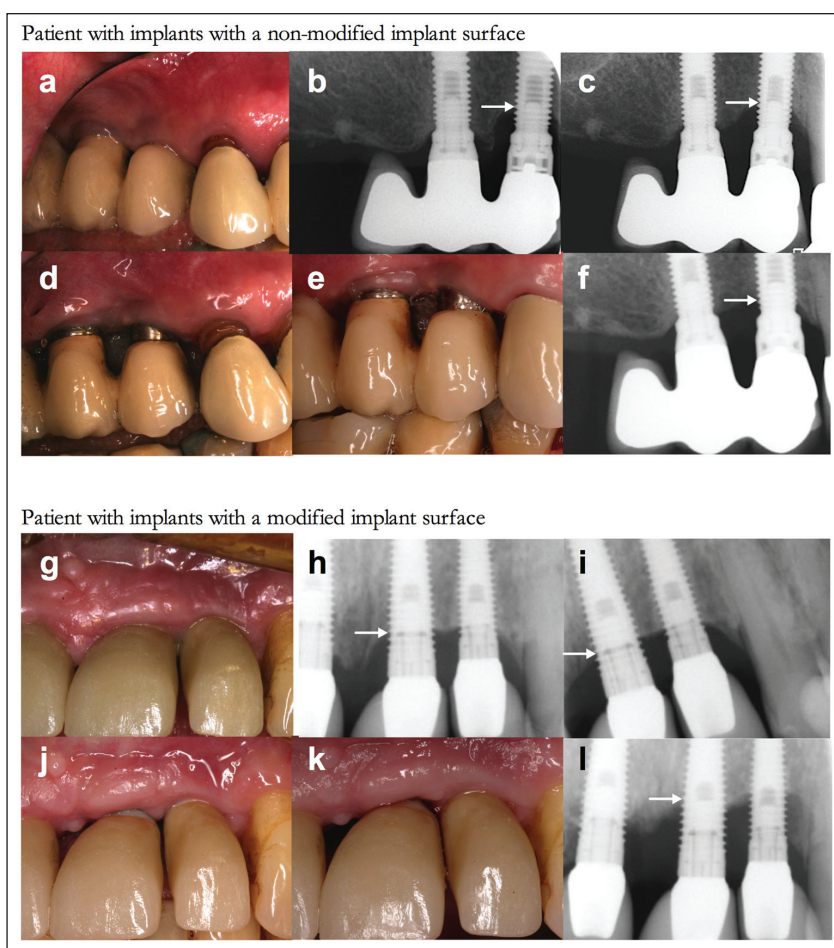 Patient with implants with a non-modified implant surface
a b c
d e f
Patient with implants with a modified implant surface
g h i
j k l